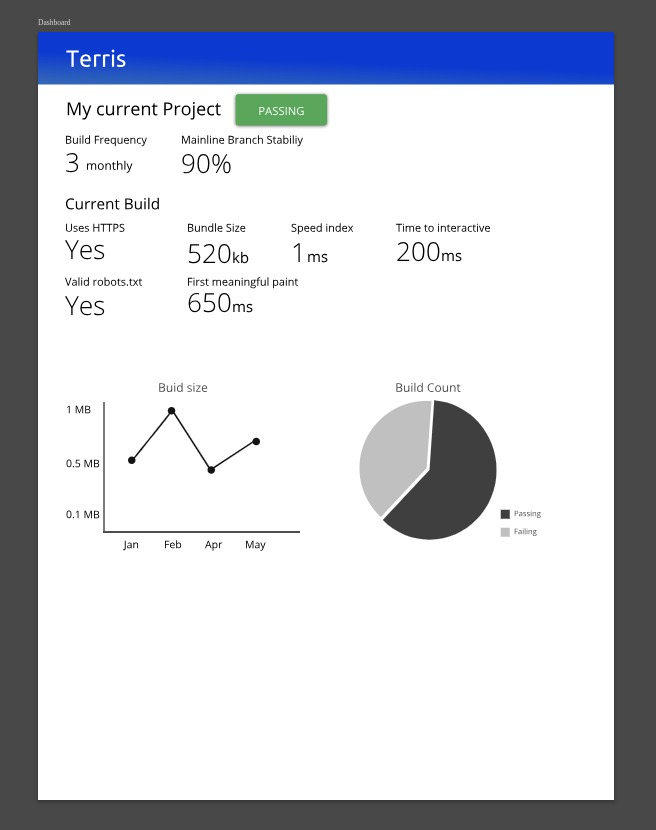 Dashboard
Terris
My current Project PASSING
Build Frequency Mainline Branch Stabiliy
3 monthly 90%
Current Build
Uses HTTPS Bundle Size Speed index Time to interactive
Yes 520kb 1ms 200ms
Valid robots.txt First meaningful paint
Yes 650ms
Buid size Build Count
1 MB
0.5 MB
0.1 MB
Passing
Failing
Jan Feb Apr May